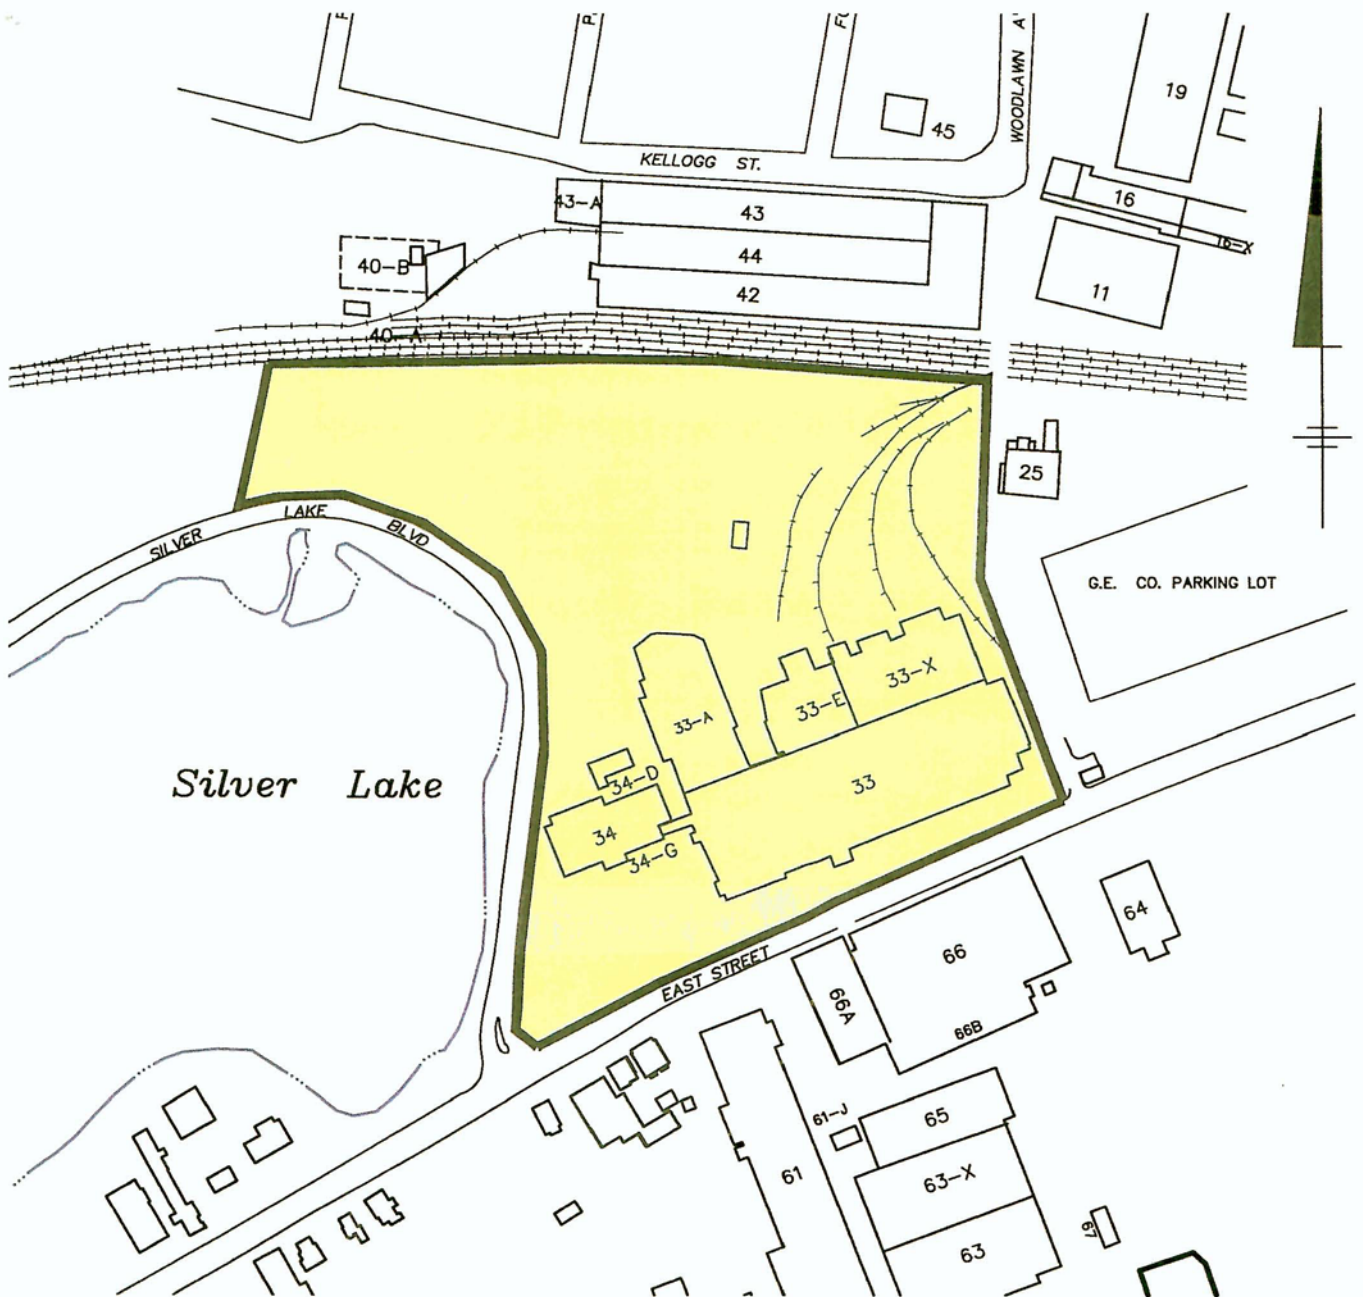 WOODLAWN A
19
45
KELLOGG ST.
43-A
43
16
16-X
44
40-B
11
42
40-A
25
SILVER LAKE BLVD
G.E. CO. PARKING LOT
33-X
33-E
33-A
Silver Lake
34-D
33
34
34-G
64
66
EAST STREET
66A
66B
61-J
65
61
63-X
67
63